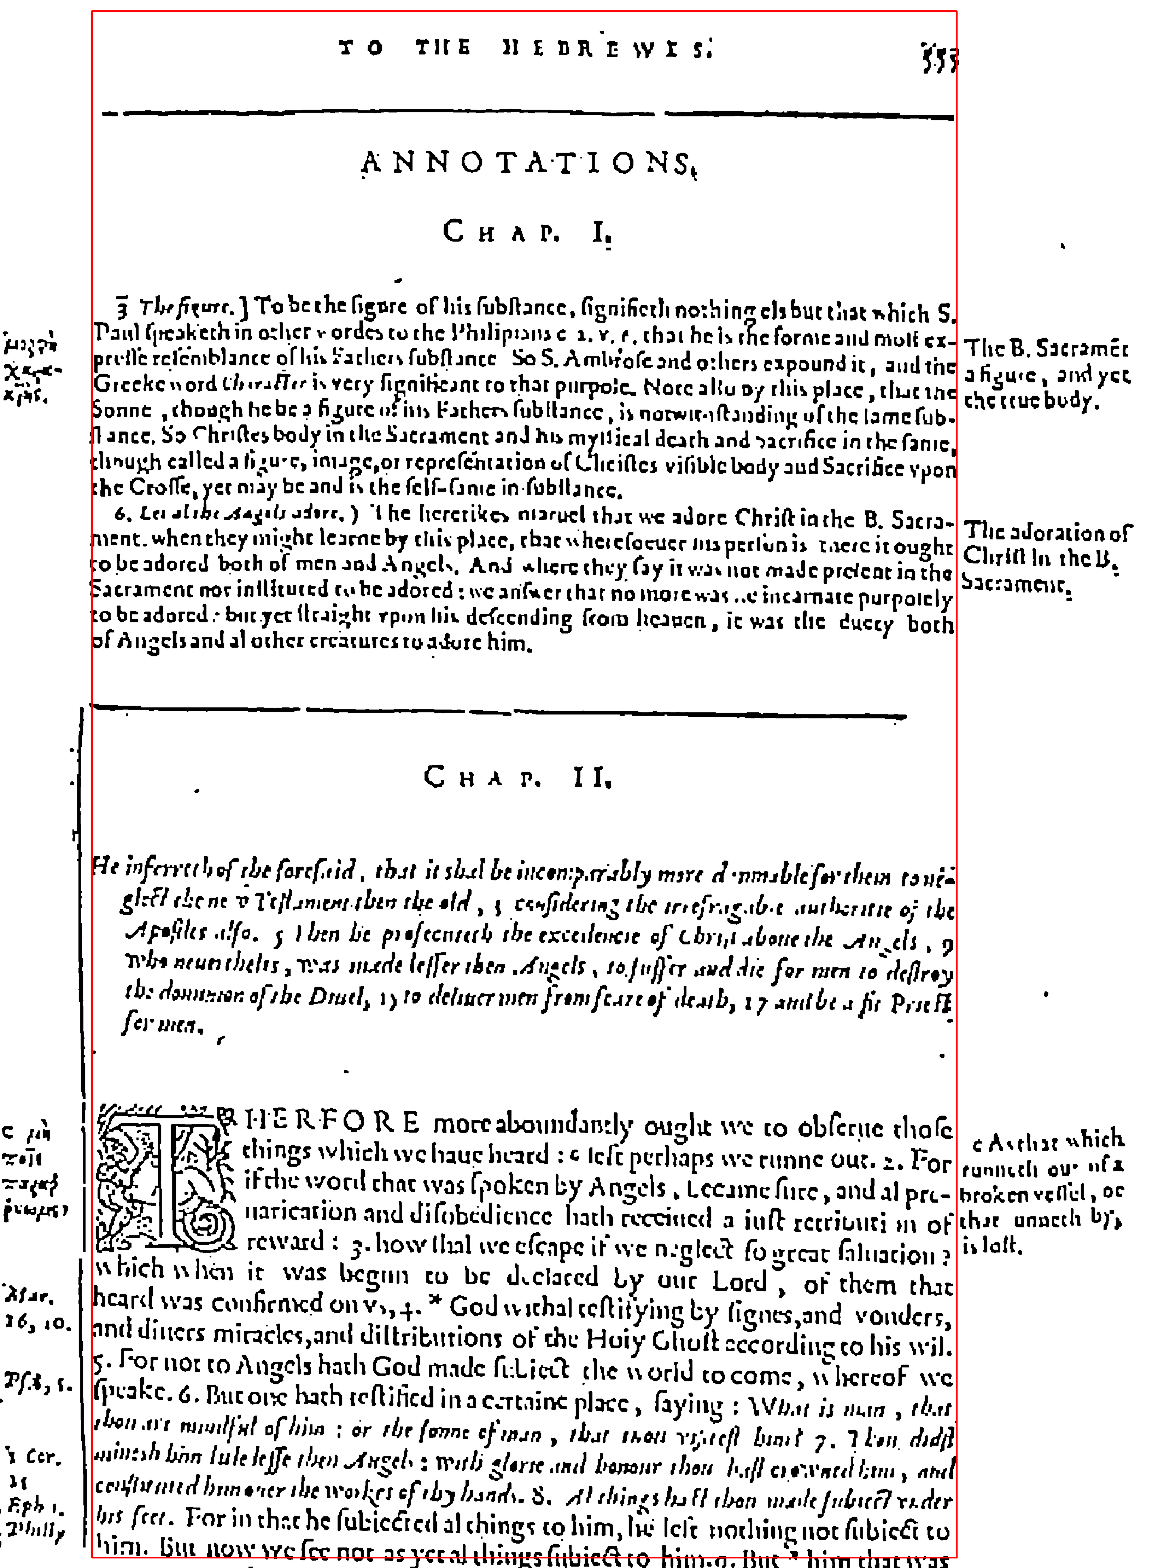 TO THE HEBREWES.
553
ANNOTATIONS,
CHAP. I.
3 The figure.] To be the figure of his substance, signifieth nothing els but that which S.
Paul speaketh in other wordes to the Philipians c 2. v. 6. that he is the forme and most ex-
presse resemblance of his Fathers substance So S. Ambrose and others expound it, and the
Greeke word Character is very significant to that purpose. Note also by this place, that the
Sonne, though he be a figure of his Fathers substance, is notwithstanding of the same sub-
stance. So Christes body in the Sacrament and his mystical death and sacrifice in the same,
though called a figure, image, or representation of Christes visible body and Sacrifice vpon
the Crosse, yet may be and is the self-same in substance.
6. Let al the Angels adore.) The heretikes maruel that we adore Christ in the B. Sacra-
ment. when they might learne by this place, that wheresoeuer his person is there it ought
to be adored both of men and Angels. And where they say it was not made present in the
Sacrament nor instituted to be adored: we answer that no more was he incarnate purposely
to be adored: but yet straight vpon his descending from heauen, it was the duety both
of Angels and al other creatures to adore him.
The B. Sacramēt
a figure, and yet
the true body.
The adoration of
Christ in the B.
Sacrament.
CHAP. II.
He inferreth of the foresaid, that it shal be incomparably more damnable for them to ne-
glect the new Testament then the old, 3 considering the irrefragable authoritie of the
Apostles also. 5 Then he prosecuteth the excellencie of Christ aboue the Angels, 9
who neuertheles, was made lesser then Angels, to suffer and die for men to destroy
the dominion of the Diuel, 15 to deliuer men from feare of death, 17 and be a fit Priest
for men.
THERFORE more aboundantly ought we to obserue those
things which we haue heard: c lest perhaps we runne out. 2. For
if the word that was spoken by Angels, became sure, and al pre-
uarication and disobedience hath receiued a iust retribution of
reward: 3. how shal we escape if we neglect so great saluation?
which when it was begun to be declared by our Lord, of them that
heard was confirmed on vs, 4. * God withal testifying by signes, and vonders,
and diuers miracles, and distributions of the Holy Ghost according to his wil.
5. For not to Angels hath God made subiect the world to come, whereof we
speake. 6. But one hath testified in a certaine place, saying: What is man, that
thou art mindful of him: or the sonne of man, that thou visitest him? 7. Thou didst
minish him litle lesse then Angels: with glorie and honour thou hast crowned him, and
constituted him ouer the workes of thy hands. 8. Al things hast thou made subiect vnder
his feet. For in that he subiected al things to him, he left nothing not subiect to
him. But now we see not as yet al things subiect to him. 9. But * him that was
c As that which
runneth out of a
broken vessel, or
that runneth by,
is lost.
Mar.
16, 20.
Ps. 8, 5.
1 Cor.
15
Eph 1.
Philip